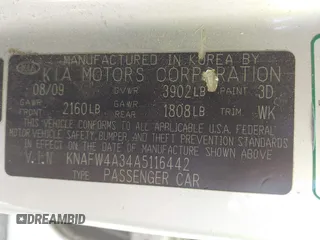 MANUFACTURED IN KOREA BY
KIA MOTORS CORPORATION
08/09 GVWR 3902LB PAINT 3D
GAWR FRONT 2160LB GAWR REAR 1808LB TRIM WK
THIS VEHICLE CONFORMS TO ALL APPLICABLE U.S.A. FEDERAL
MOTOR VEHICLE SAFETY, BUMPER AND THEFT PREVENTION STANDARDS
IN EFFECT ON THE DATE OF MANUFACTURE SHOWN ABOVE.
V.I.N KNAFW4A34A5116442
TYPE: PASSENGER CAR